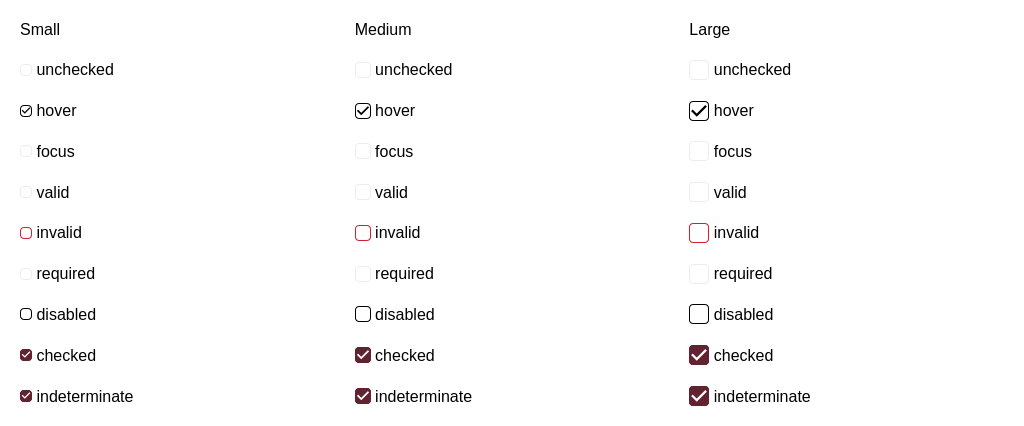 Small Medium Large
unchecked unchecked unchecked
hover hover hover
focus focus focus
valid valid valid
invalid invalid invalid
required required required
disabled disabled disabled
checked checked checked
indeterminate indeterminate indeterminate